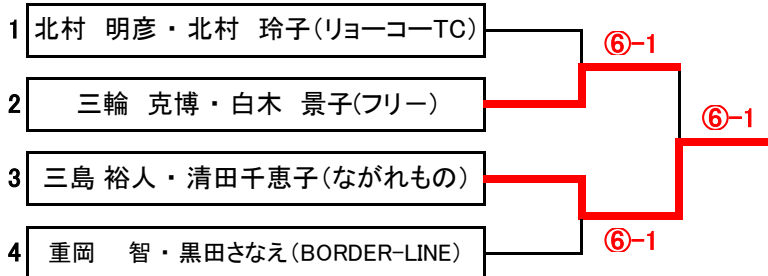 1 北村　明彦・北村　玲子(リョーコーTC)
⑥-1
2 三輪　克博・白木　景子(フリー)
⑥-1
3 三島 裕人・清田千恵子(ながれもの)
⑥-1
4 重岡　智・黒田さなえ(BORDER-LINE)